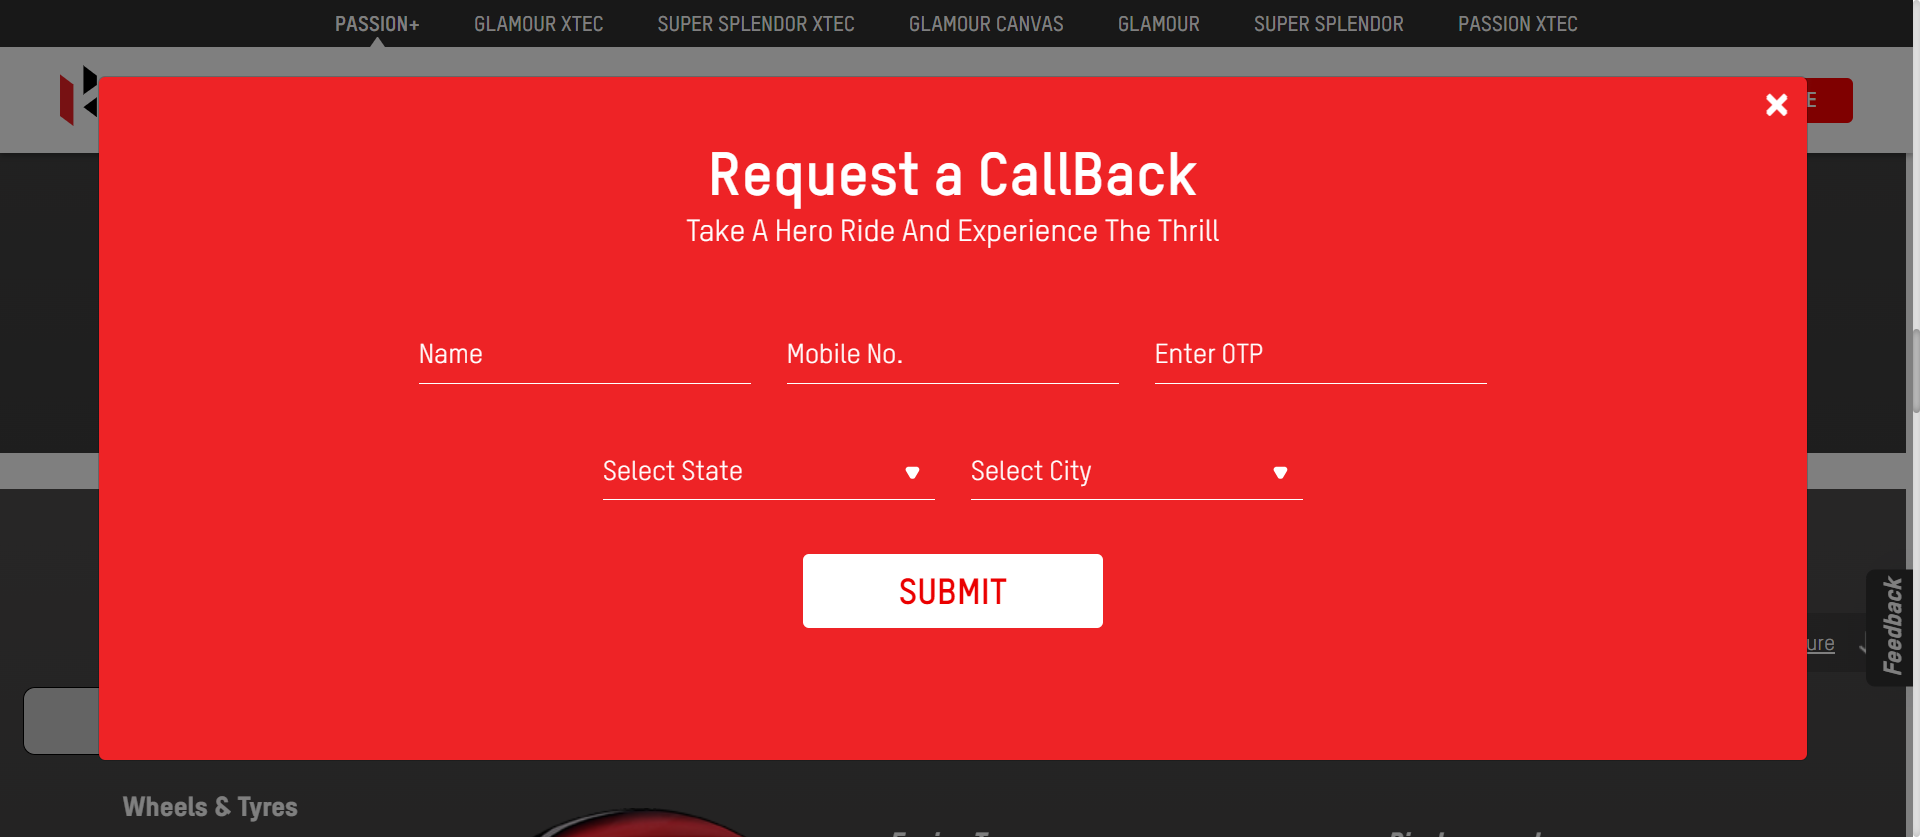 PASSION+ GLAMOUR XTEC SUPER SPLENDOR XTEC GLAMOUR CANVAS GLAMOUR SUPER SPLENDOR PASSION XTEC
Request a CallBack
Take A Hero Ride And Experience The Thrill
Name Mobile No. Enter OTP
Select State Select City
SUBMIT
Feedback
Wheels & Tyres